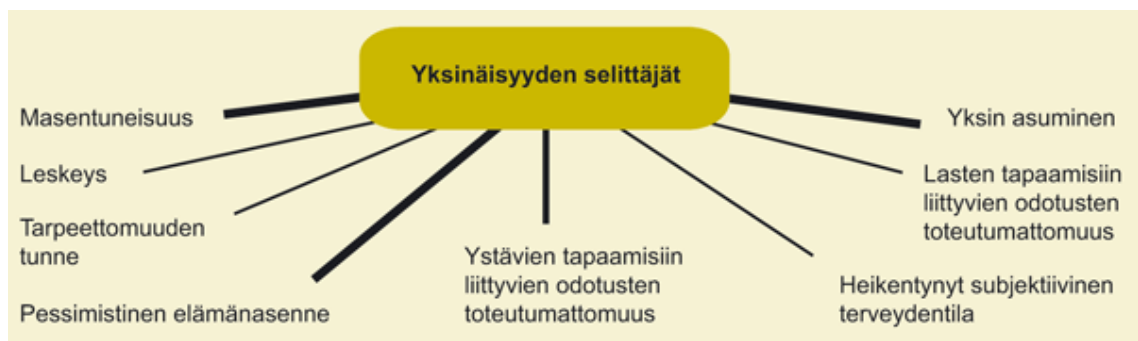 Yksinäisyyden selittäjät
Masentuneisuus
Leskeys
Tarpeettomuuden
tunne
Pessimistinen elämänasenne
Ystävien tapaamisiin
liittyvien odotusten
toteutumattomuus
Heikentynyt subjektiivinen
terveydentila
Lasten tapaamisiin
liittyvien odotusten
toteutumattomuus
Yksin asuminen